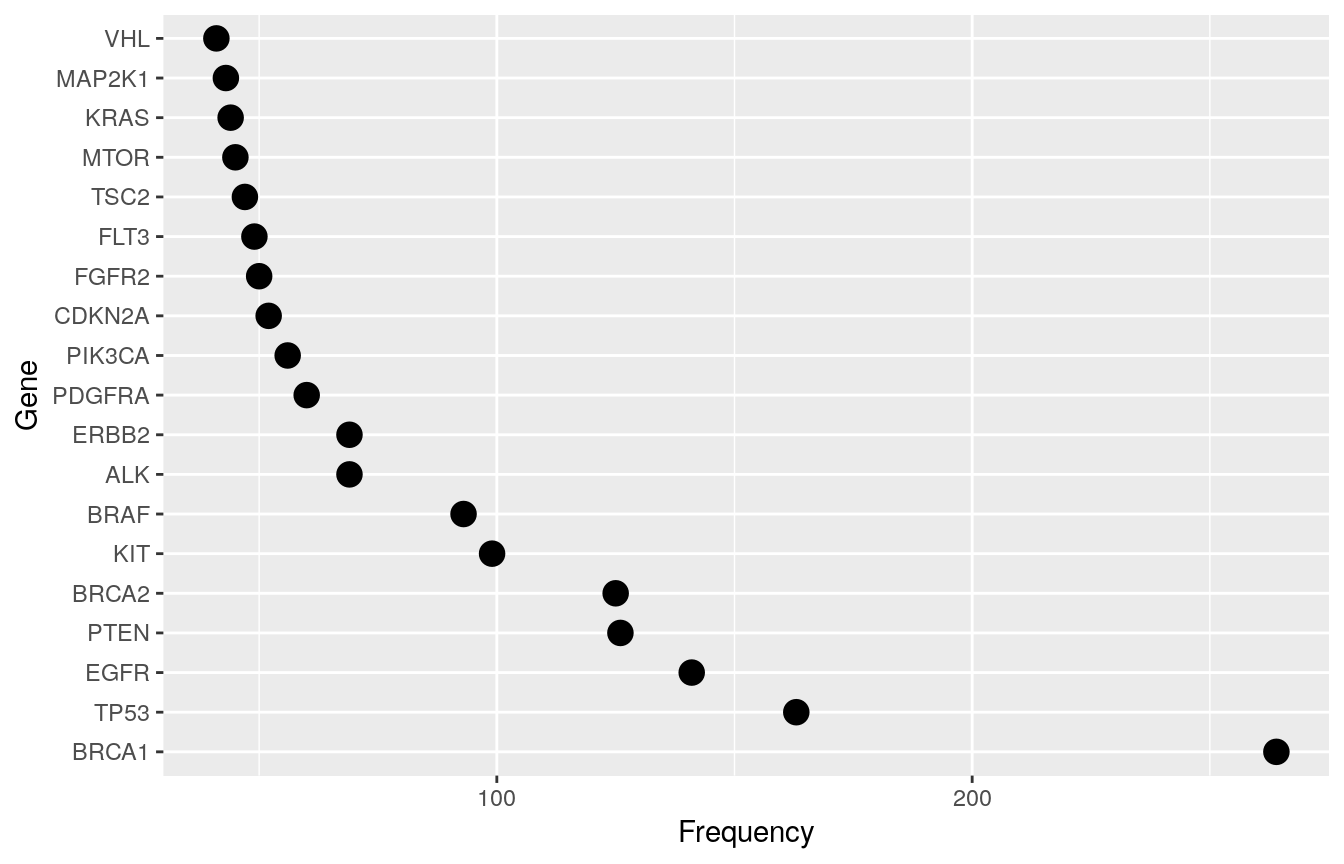 VHL
MAP2K1
KRAS
MTOR
TSC2
FLT3
FGFR2
CDKN2A
PIK3CA
PDGFRA
ERBB2
ALK
BRAF
KIT
BRCA2
PTEN
EGFR
TP53
BRCA1
Gene
100 200
Frequency